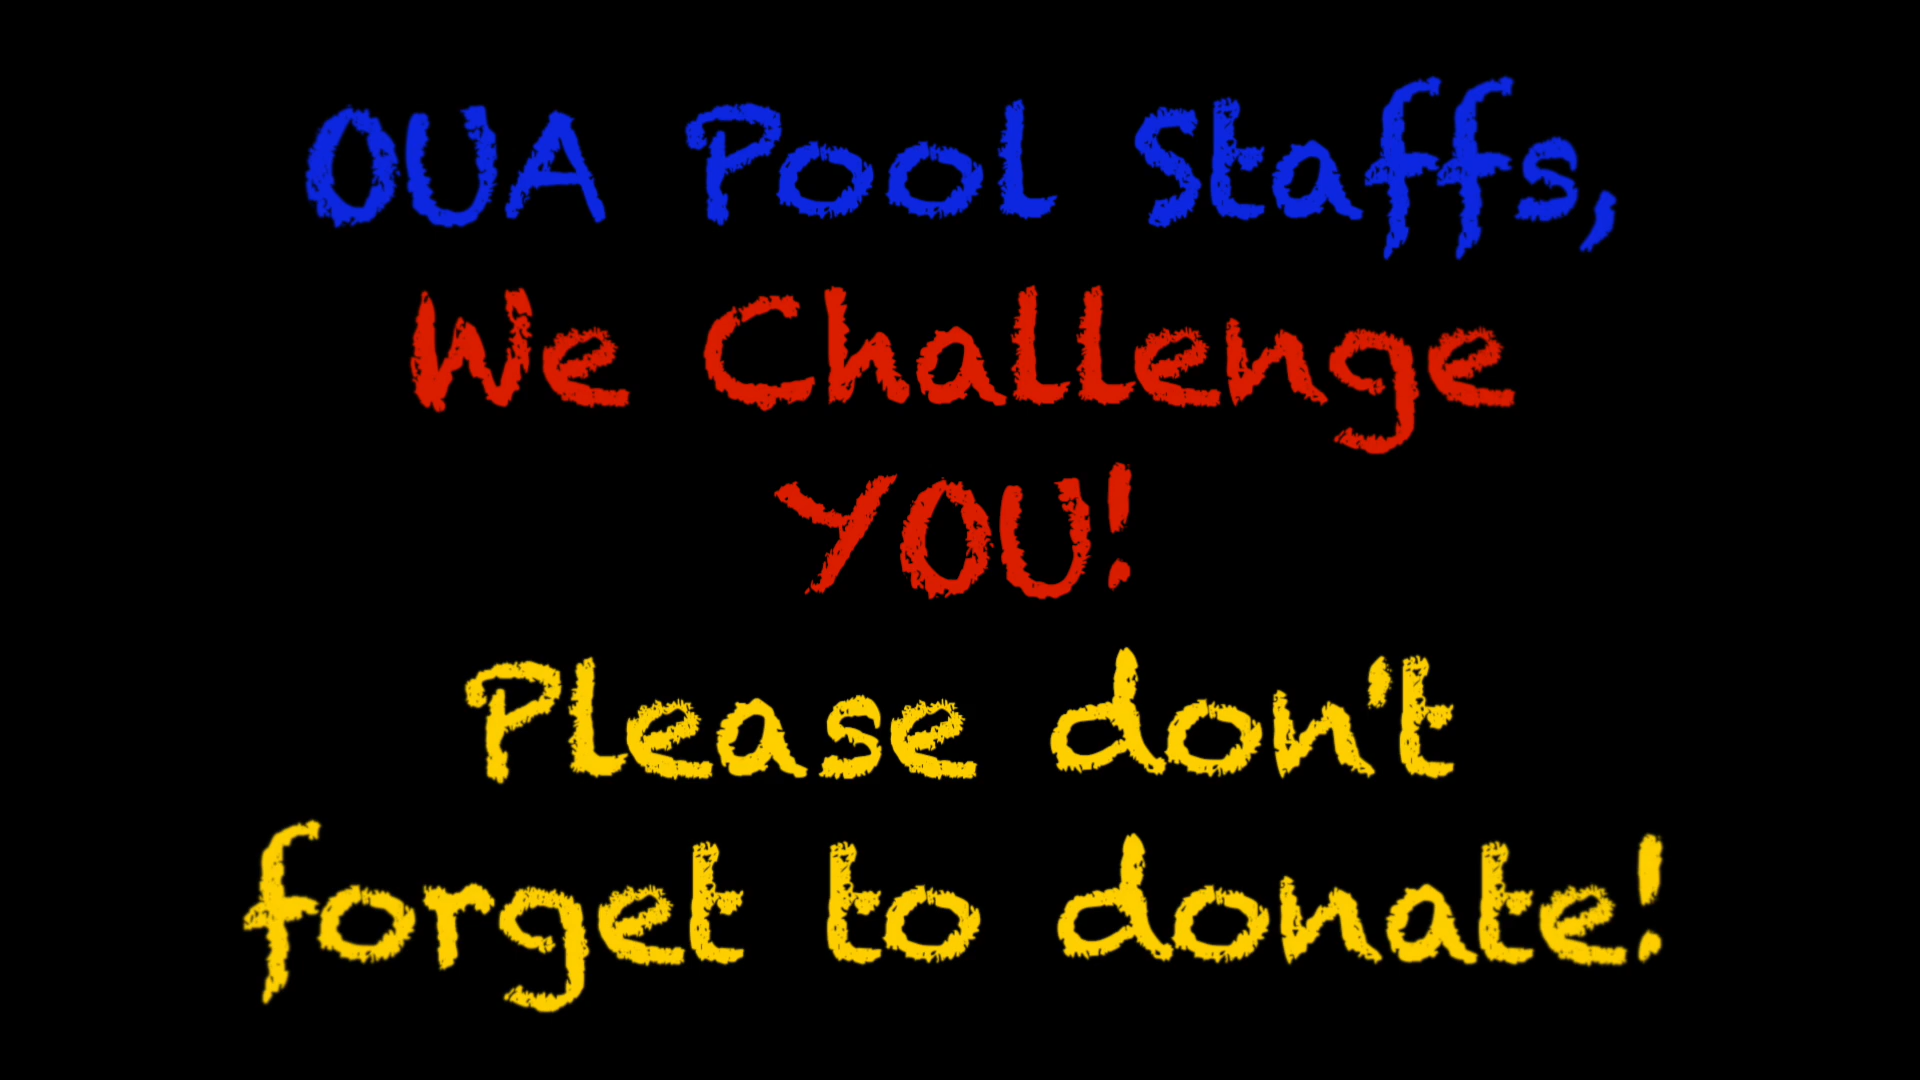 OUA Pool Staffs,
We Challenge
YOU!
Please don't
forget to donate!